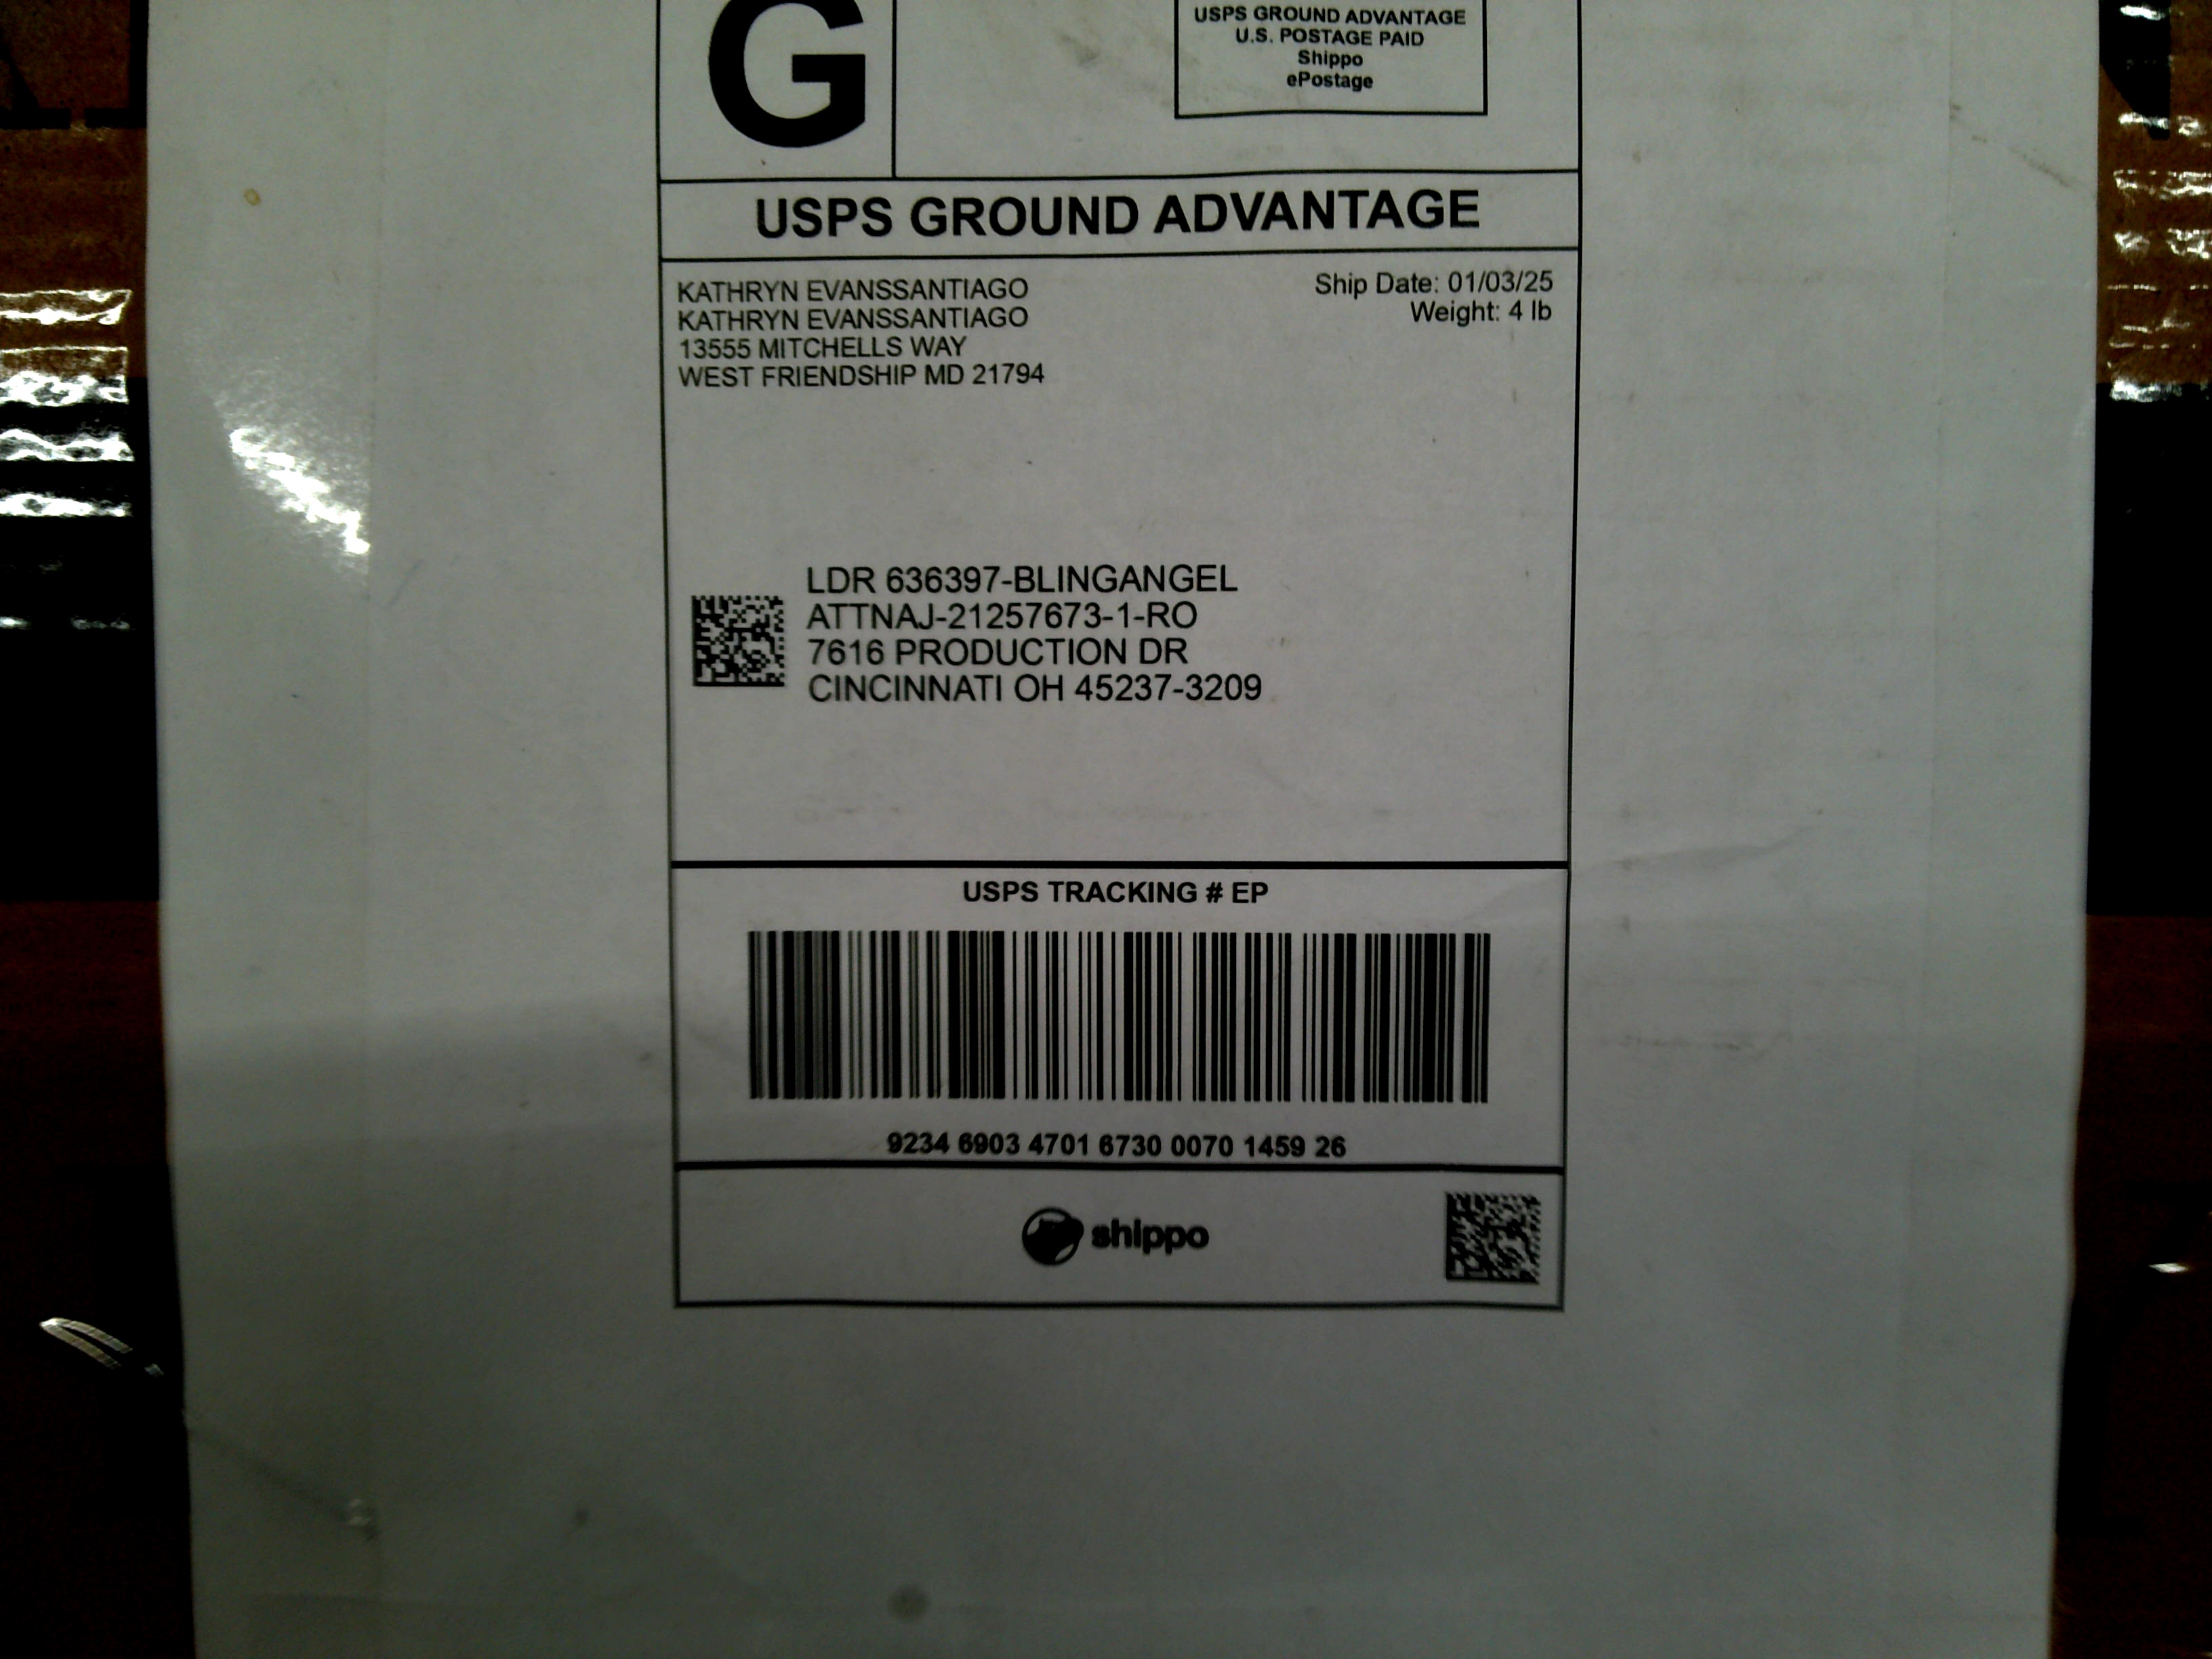 G
USPS GROUND ADVANTAGE
U.S. POSTAGE PAID
Shippo
ePostage
USPS GROUND ADVANTAGE
KATHRYN EVANSSANTIAGO
KATHRYN EVANSSANTIAGO
13555 MITCHELLS WAY
WEST FRIENDSHIP MD 21794
Ship Date: 01/03/25
Weight: 4 lb
LDR 636397-BLINGANGEL
ATTNAJ-21257673-1-RO
7616 PRODUCTION DR
CINCINNATI OH 45237-3209
USPS TRACKING # EP
9234 6903 4701 6730 0070 1459 26
shippo